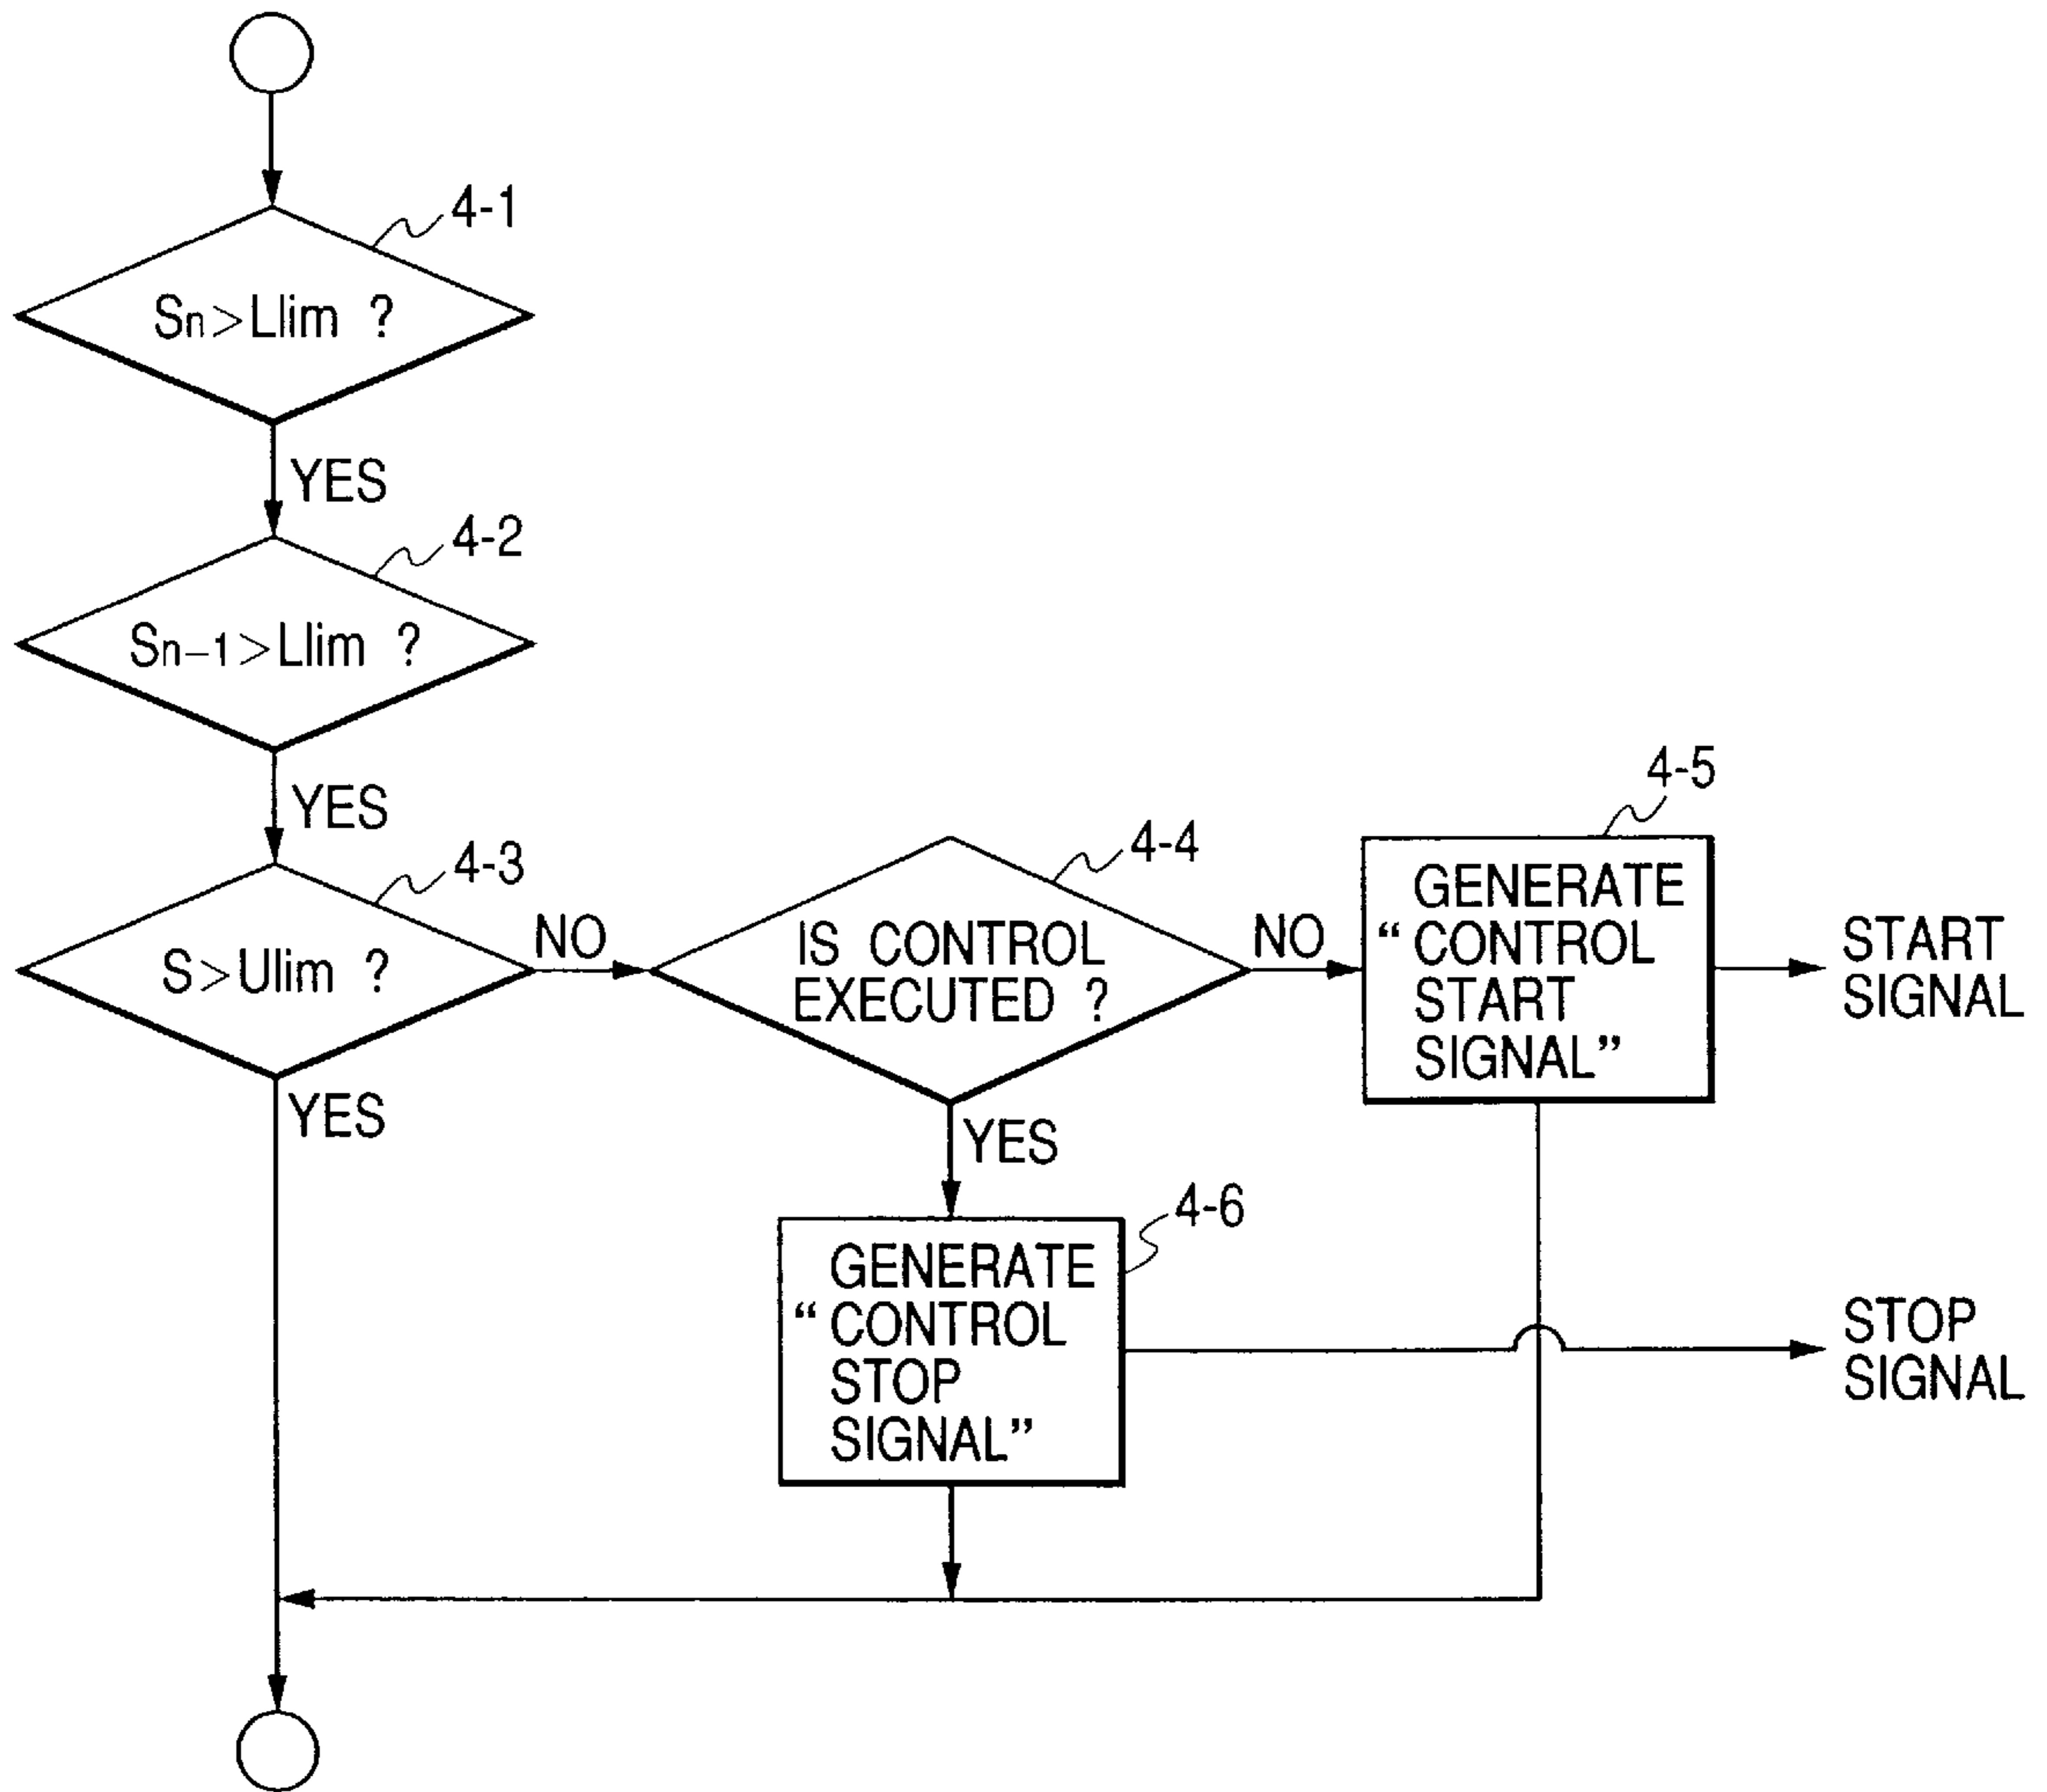 4-1
Sn>Llim ?
YES
4-2
Sn-1>Llim ?
YES
4-3
S>Ulim ?
NO
YES
4-4
IS CONTROL
EXECUTED ?
NO
YES
4-5
GENERATE
“CONTROL
START
SIGNAL”
START
SIGNAL
4-6
GENERATE
“CONTROL
STOP
SIGNAL”
STOP
SIGNAL